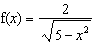 f(x) = 2 / √(5 − x²)